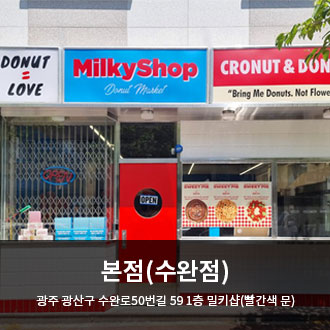 DONUT
=
LOVE
MilkyShop
Donut Market
CRONUT & DON
"Bring Me Donuts. Not Flowe
OPEN
OPEN
본점(수완점)
광주 광산구 수완로50번길 59 1층 밀키샵(빨간색 문)